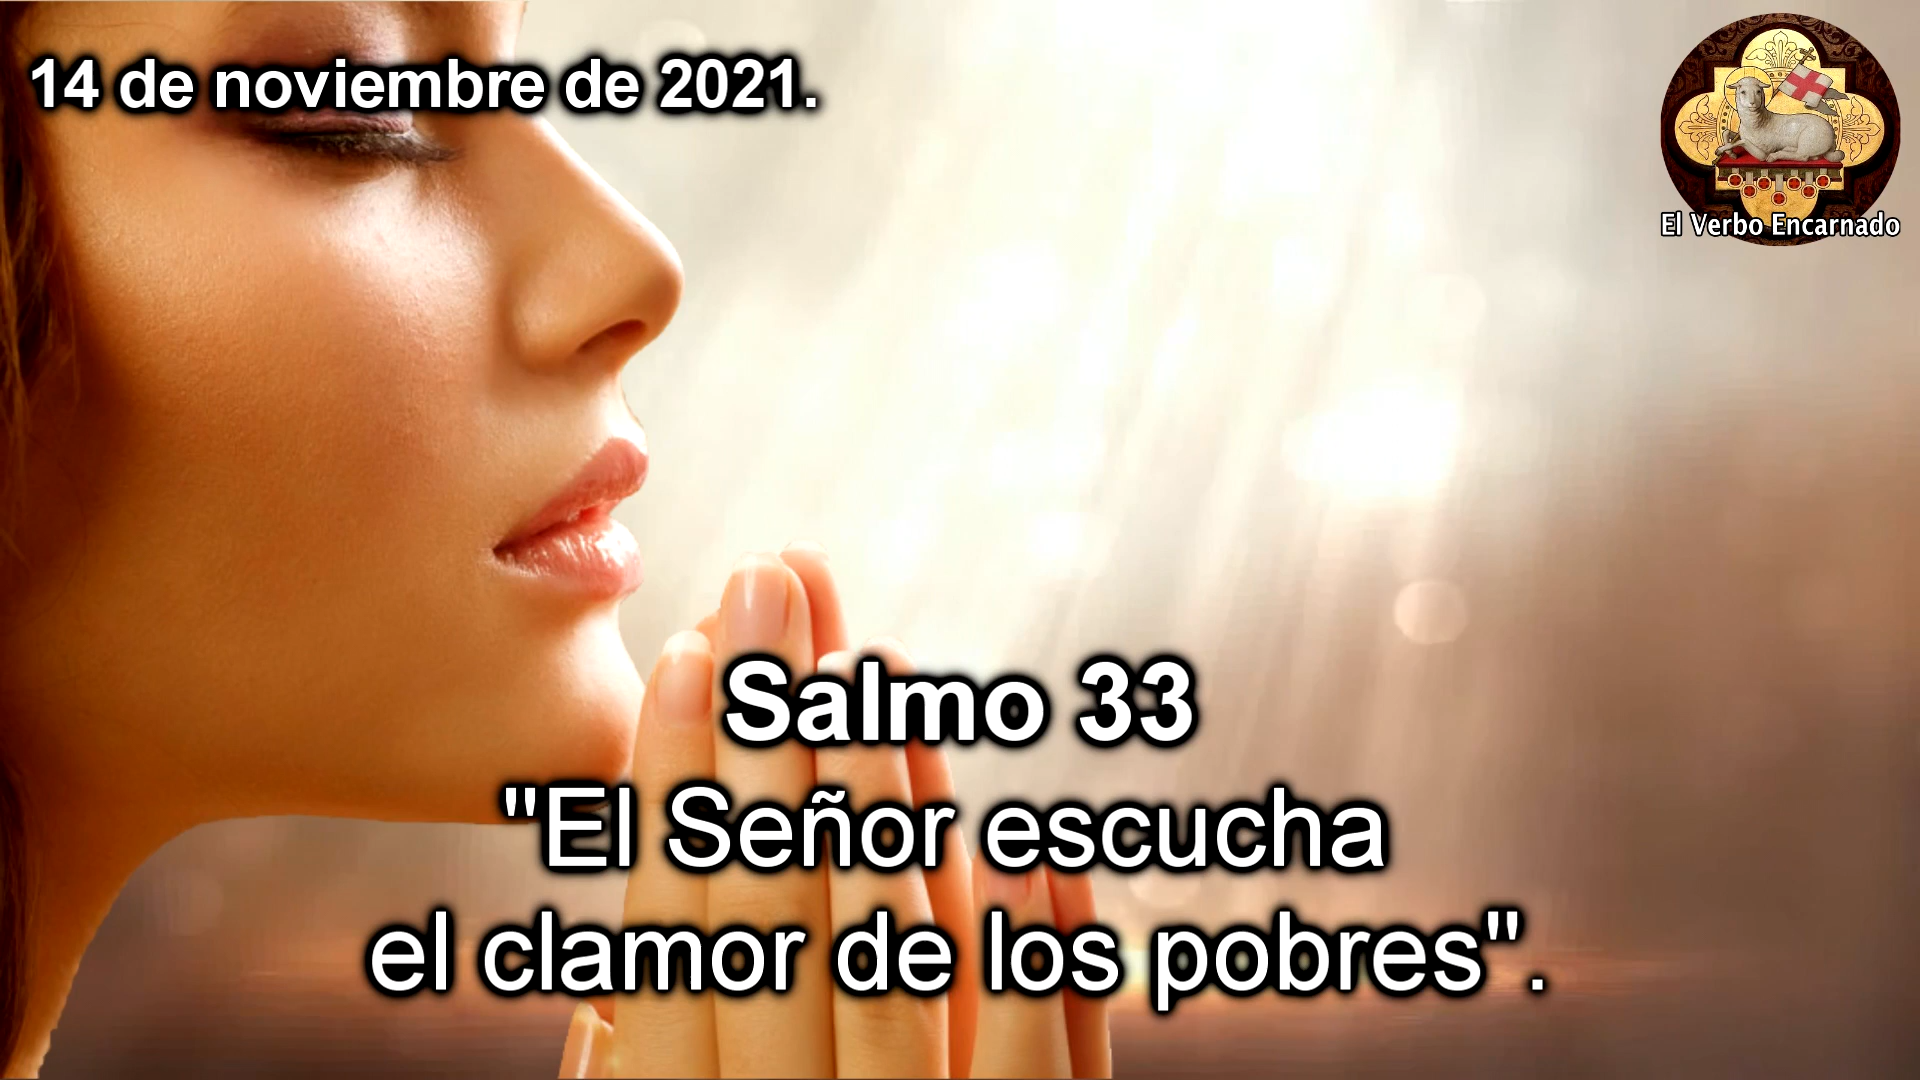 14 de noviembre de 2021.
El Verbo Encarnado
Salmo 33
"El Señor escucha
el clamor de los pobres".